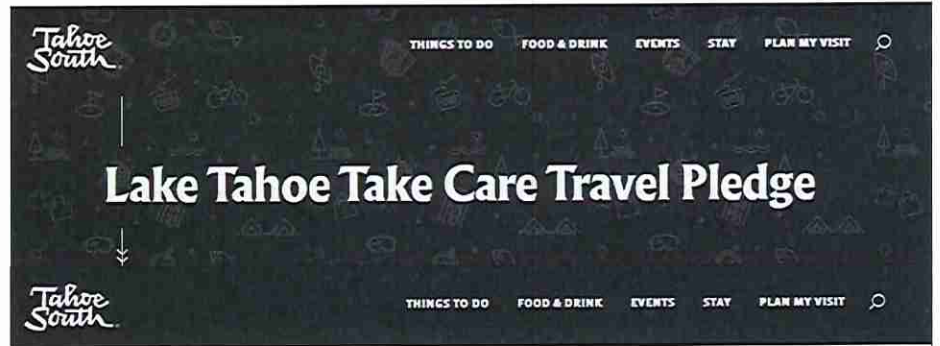 Tahoe
South
THINGS TO DO FOOD & DRINK EVENTS STAY PLAN MY VISIT
Lake Tahoe Take Care Travel Pledge
Tahoe
South
THINGS TO DO FOOD & DRINK EVENTS STAY PLAN MY VISIT